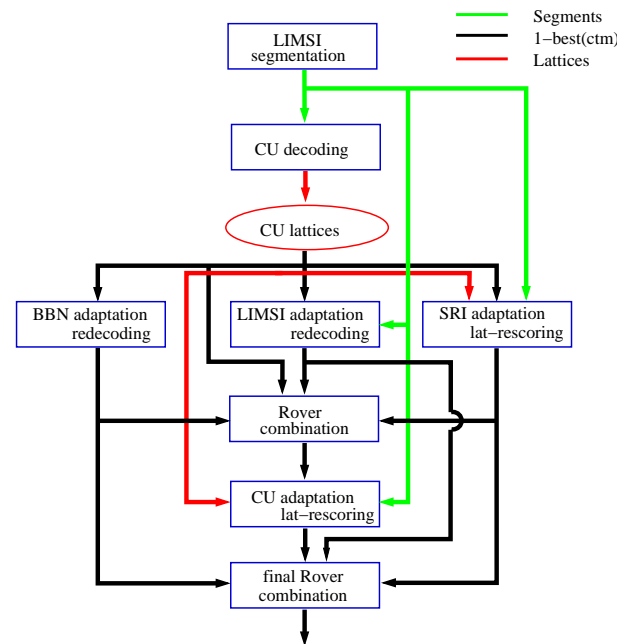 Segments
1−best(ctm)
Lattices
LIMSI
segmentation
CU decoding
CU lattices
BBN adaptation
redecoding
LIMSI adaptation
redecoding
SRI adaptation
lat−rescoring
Rover
combination
CU adaptation
lat−rescoring
final Rover
combination